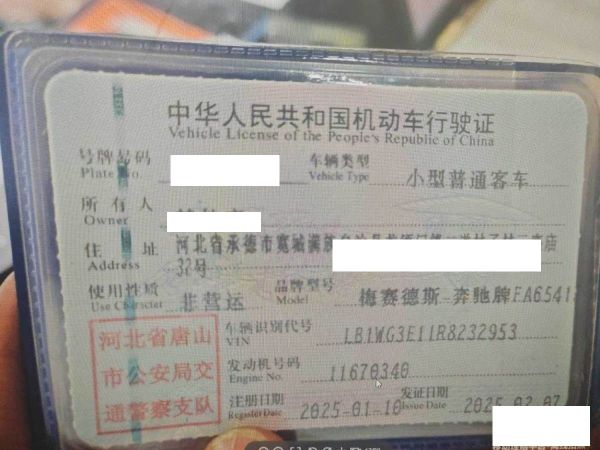 中华人民共和国机动车行驶证
Vehicle License of the People's Republic of China
号牌号码
Plate No.
车辆类型
Vehicle Type
小型普通客车
所有人
Owner
住址
Address
河北省承德市宽城满族
32号
使用性质
Use Character
非营运
品牌型号
Model
梅赛德斯-奔驰牌FA6541
河北省唐山
市公安局交
通警察支队
车辆识别代号
VIN
LB1WG3E11R8232953
发动机号码
Engine No.
11670340
注册日期
Register Date
2025-01-10
发证日期
Issue Date
2025-02-07